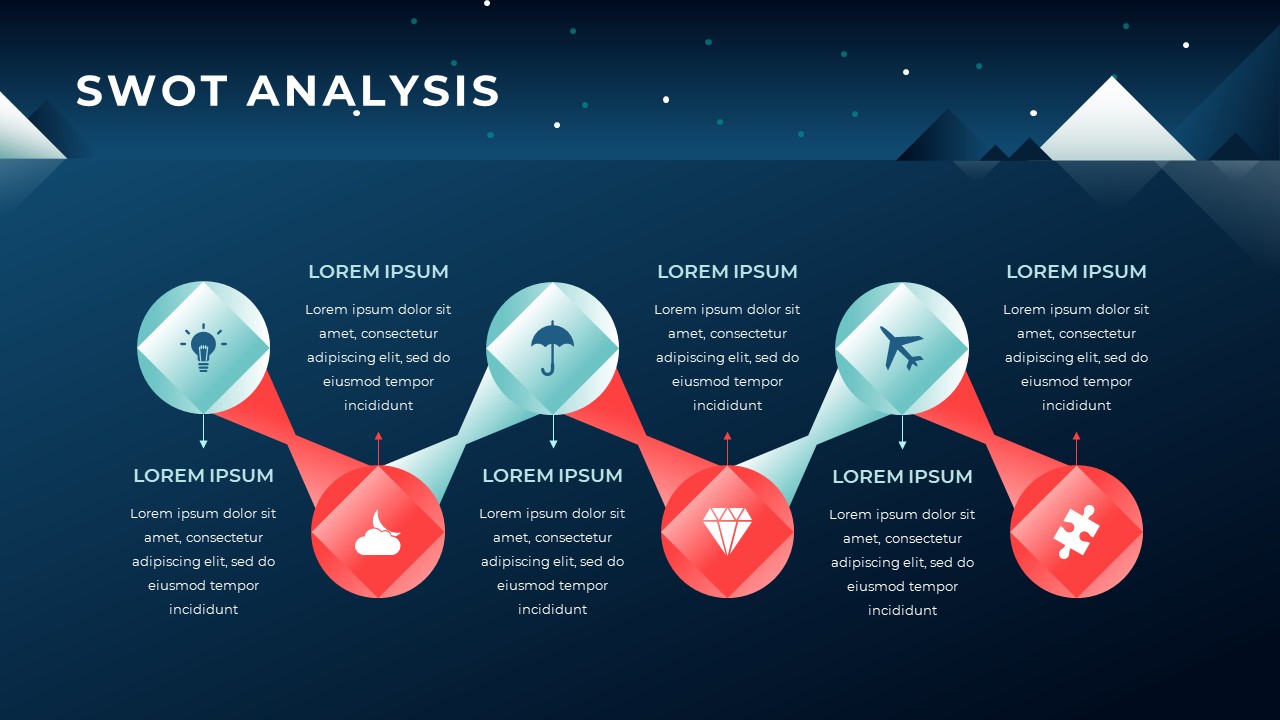 SWOT ANALYSIS
LOREM IPSUM
Lorem ipsum dolor sit
amet, consectetur
adipiscing elit, sed do
eiusmod tempor
incididunt
LOREM IPSUM
Lorem ipsum dolor sit
amet, consectetur
adipiscing elit, sed do
eiusmod tempor
incididunt
LOREM IPSUM
Lorem ipsum dolor sit
amet, consectetur
adipiscing elit, sed do
eiusmod tempor
incididunt
LOREM IPSUM
Lorem ipsum dolor sit
amet, consectetur
adipiscing elit, sed do
eiusmod tempor
incididunt
LOREM IPSUM
Lorem ipsum dolor sit
amet, consectetur
adipiscing elit, sed do
eiusmod tempor
incididunt
LOREM IPSUM
Lorem ipsum dolor sit
amet, consectetur
adipiscing elit, sed do
eiusmod tempor
incididunt